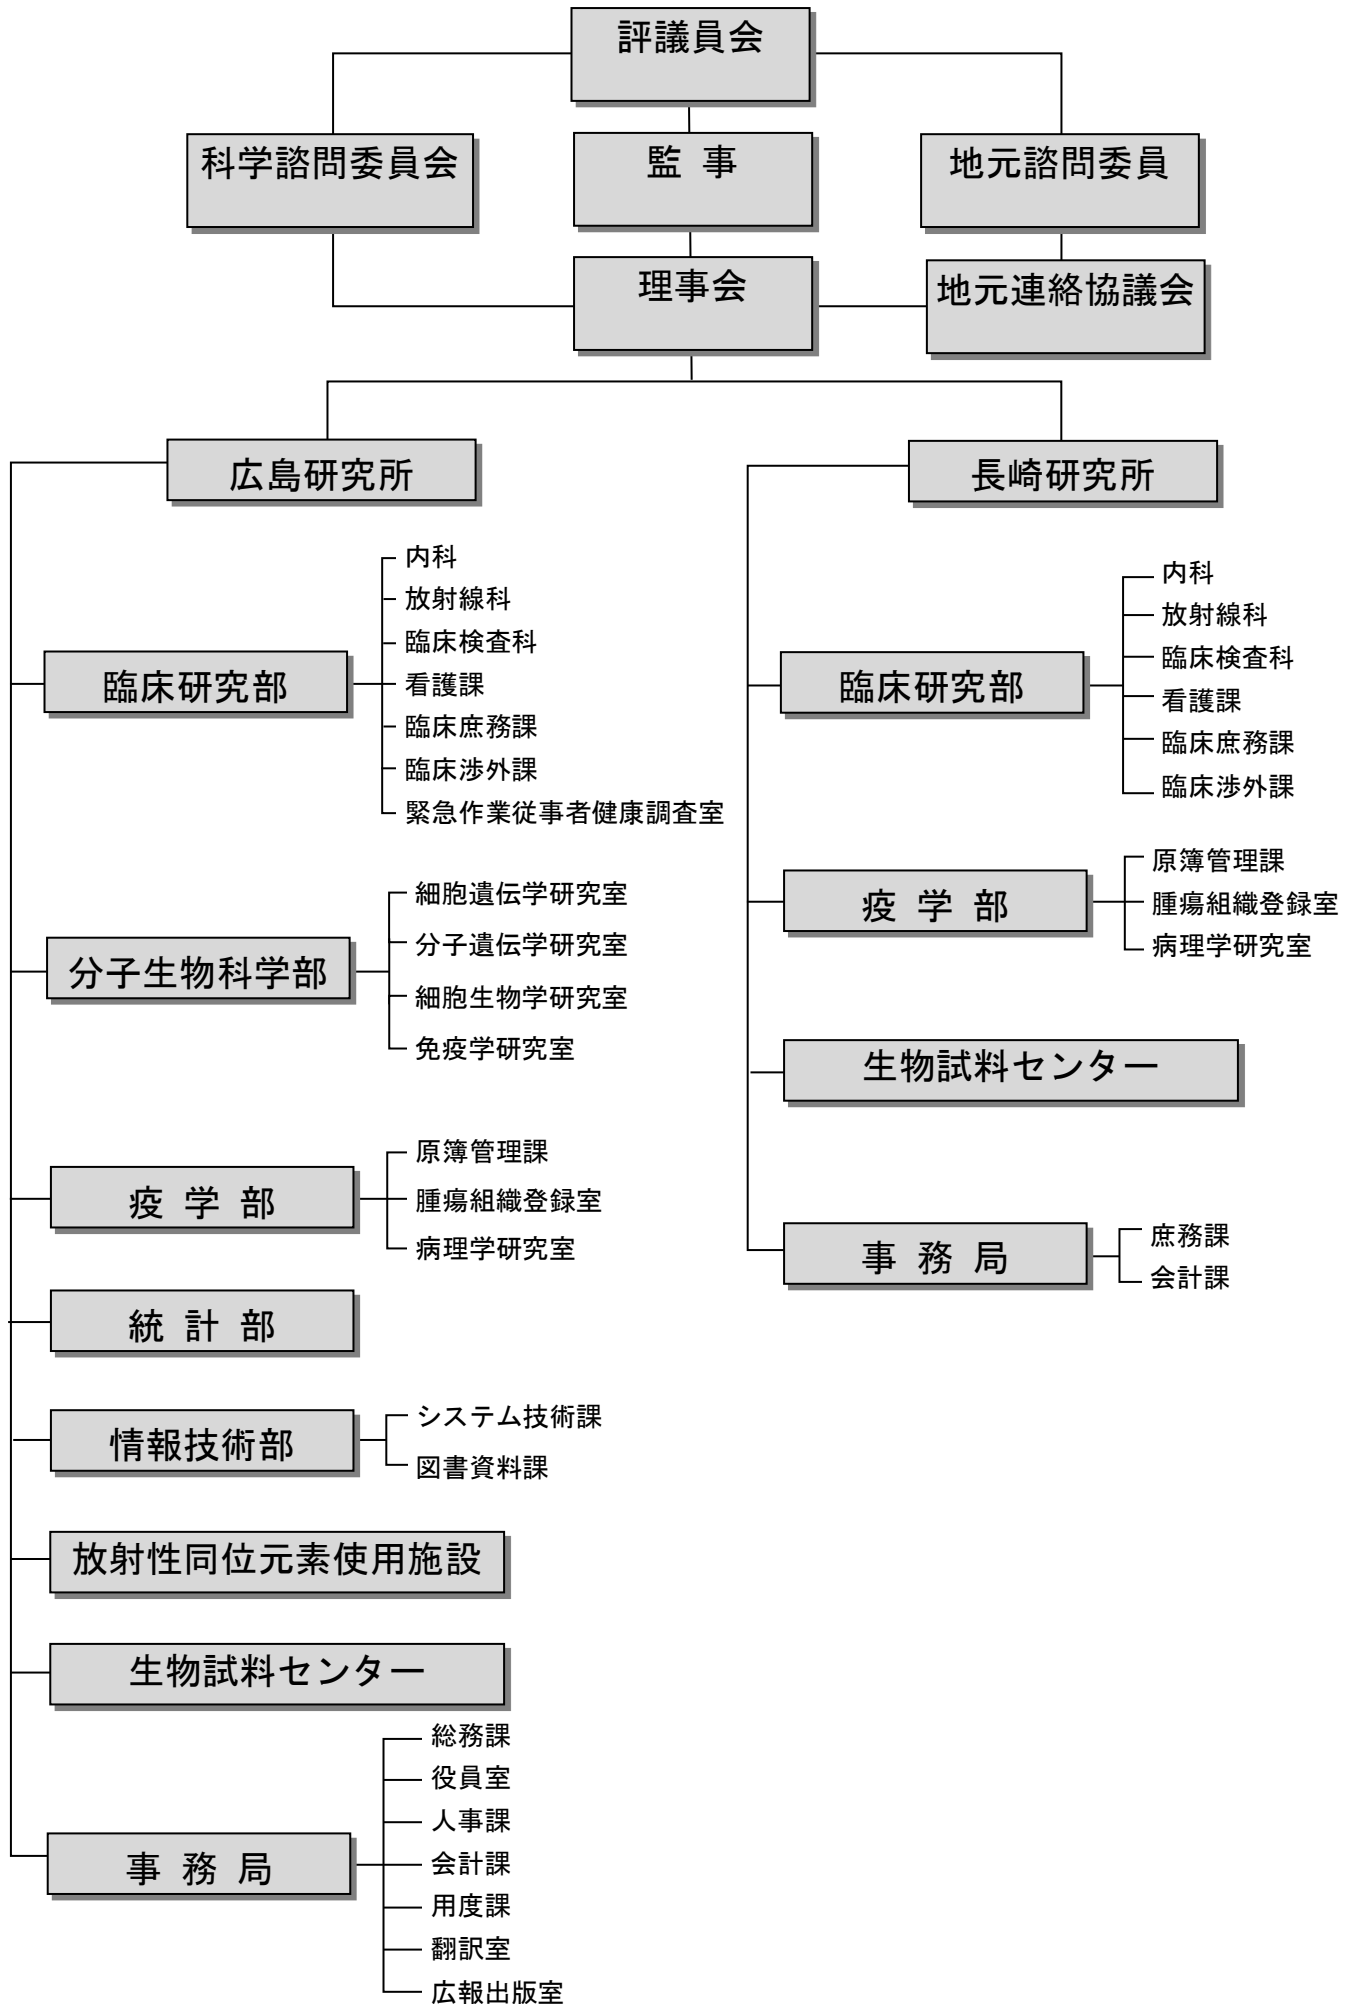 評議員会
科学諮問委員会
監 事
地元諮問委員
理事会
地元連絡協議会
広島研究所
臨床研究部
内科
放射線科
臨床検査科
看護課
臨床庶務課
臨床渉外課
緊急作業従事者健康調査室
分子生物科学部
細胞遺伝学研究室
分子遺伝学研究室
細胞生物学研究室
免疫学研究室
疫 学 部
原簿管理課
腫瘍組織登録室
病理学研究室
統 計 部
情報技術部
システム技術課
図書資料課
放射性同位元素使用施設
生物試料センター
事 務 局
総務課
役員室
人事課
会計課
用度課
翻訳室
広報出版室
長崎研究所
臨床研究部
内科
放射線科
臨床検査科
看護課
臨床庶務課
臨床渉外課
疫 学 部
原簿管理課
腫瘍組織登録室
病理学研究室
生物試料センター
事 務 局
庶務課
会計課